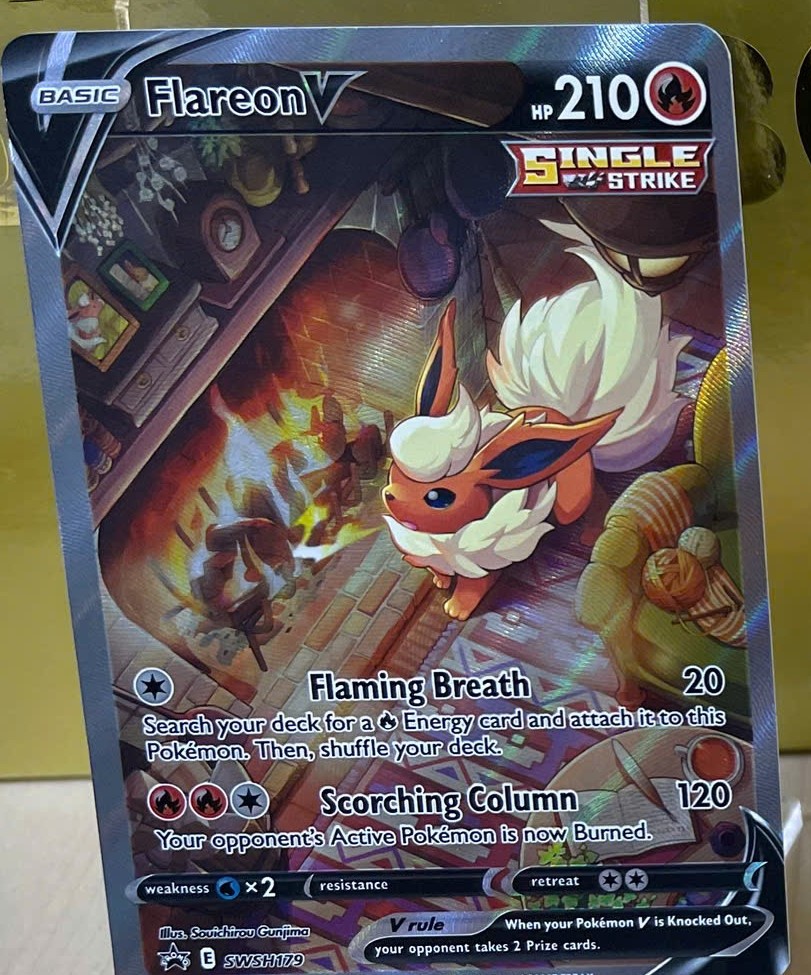 BASIC Flareon V HP 210
SINGLE
STRIKE
Flaming Breath 20
Search your deck for a Energy card and attach it to this
Pokémon. Then, shuffle your deck.
Scorching Column 120
Your opponent's Active Pokémon is now Burned.
weakness ×2 resistance retreat
Illus. Souichirou Gunjima
V rule When your Pokémon V is Knocked Out,
your opponent takes 2 Prize cards.
E SWSH179